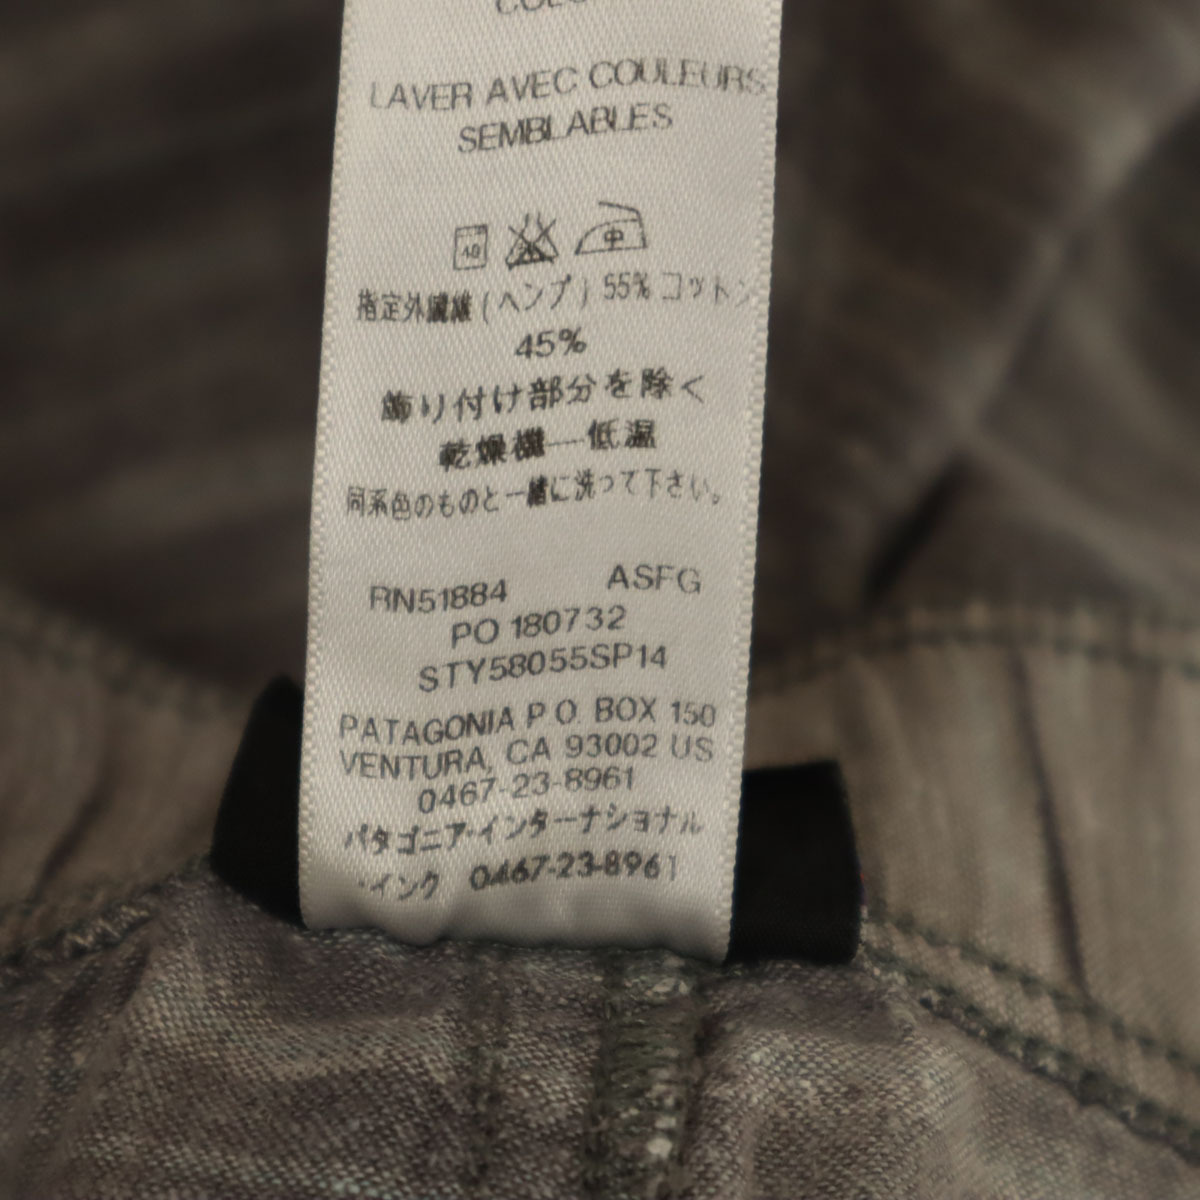 LAVER AVEC COULEURS
SEMBLABLES
40 中
指定外繊維 (ヘンプ) 55% コットン
45%
飾り付け部分を除く
乾燥機—低温
同系色のものと一緒に洗って下さい。
RN51884 ASFG
PO 180732
STY58055SP14
PATAGONIA P.O. BOX 150
VENTURA, CA 93002 US
0467-23-8961
パタゴニア・インターナショナル
・インク 0467-23-8961